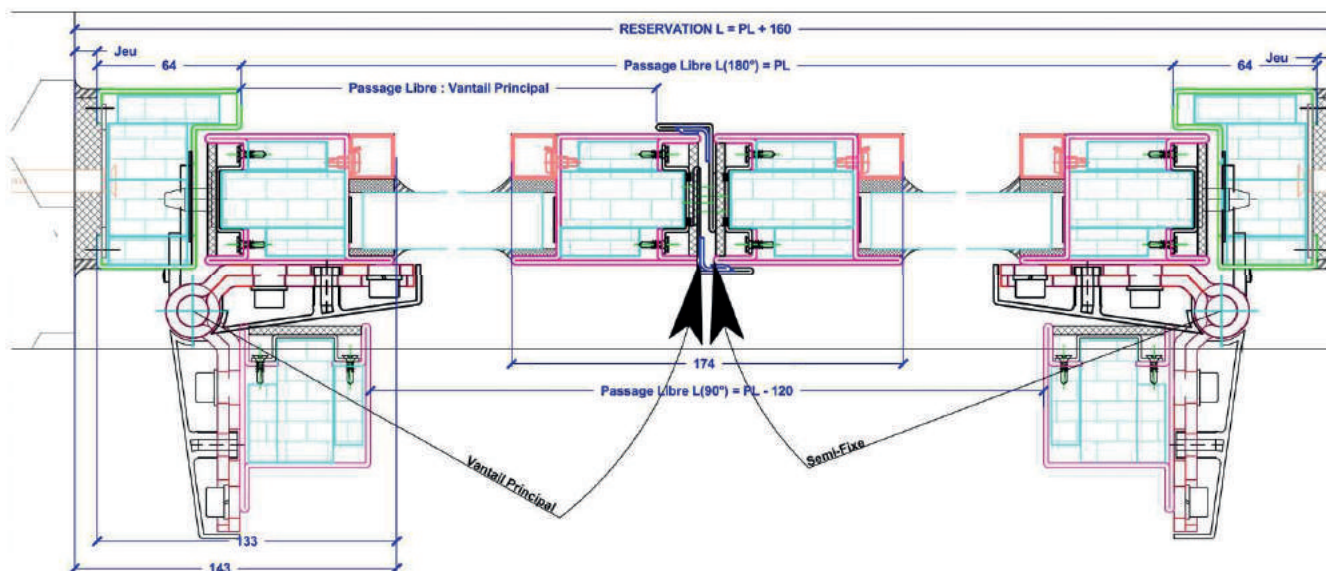 RESERVATION L = PL + 160
Jeu
Jeu
64
Passage Libre L(180°) = PL
64
Passage Libre : Vantail Principal
174
Passage Libre L(90°) = PL - 120
Vantail Principal
Semi-Fixe
133
143